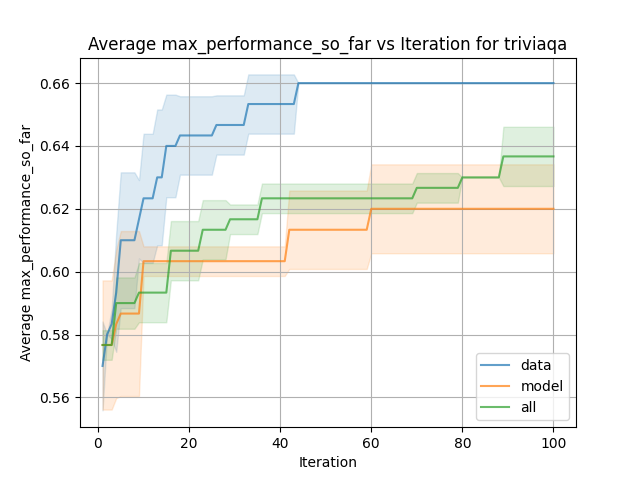 Average max_performance_so_far vs Iteration for triviaqa
Average max_performance_so_far
0.66
0.64
0.62
0.60
0.58
0.56
0
20
40
60
80
100
Iteration
data
model
all